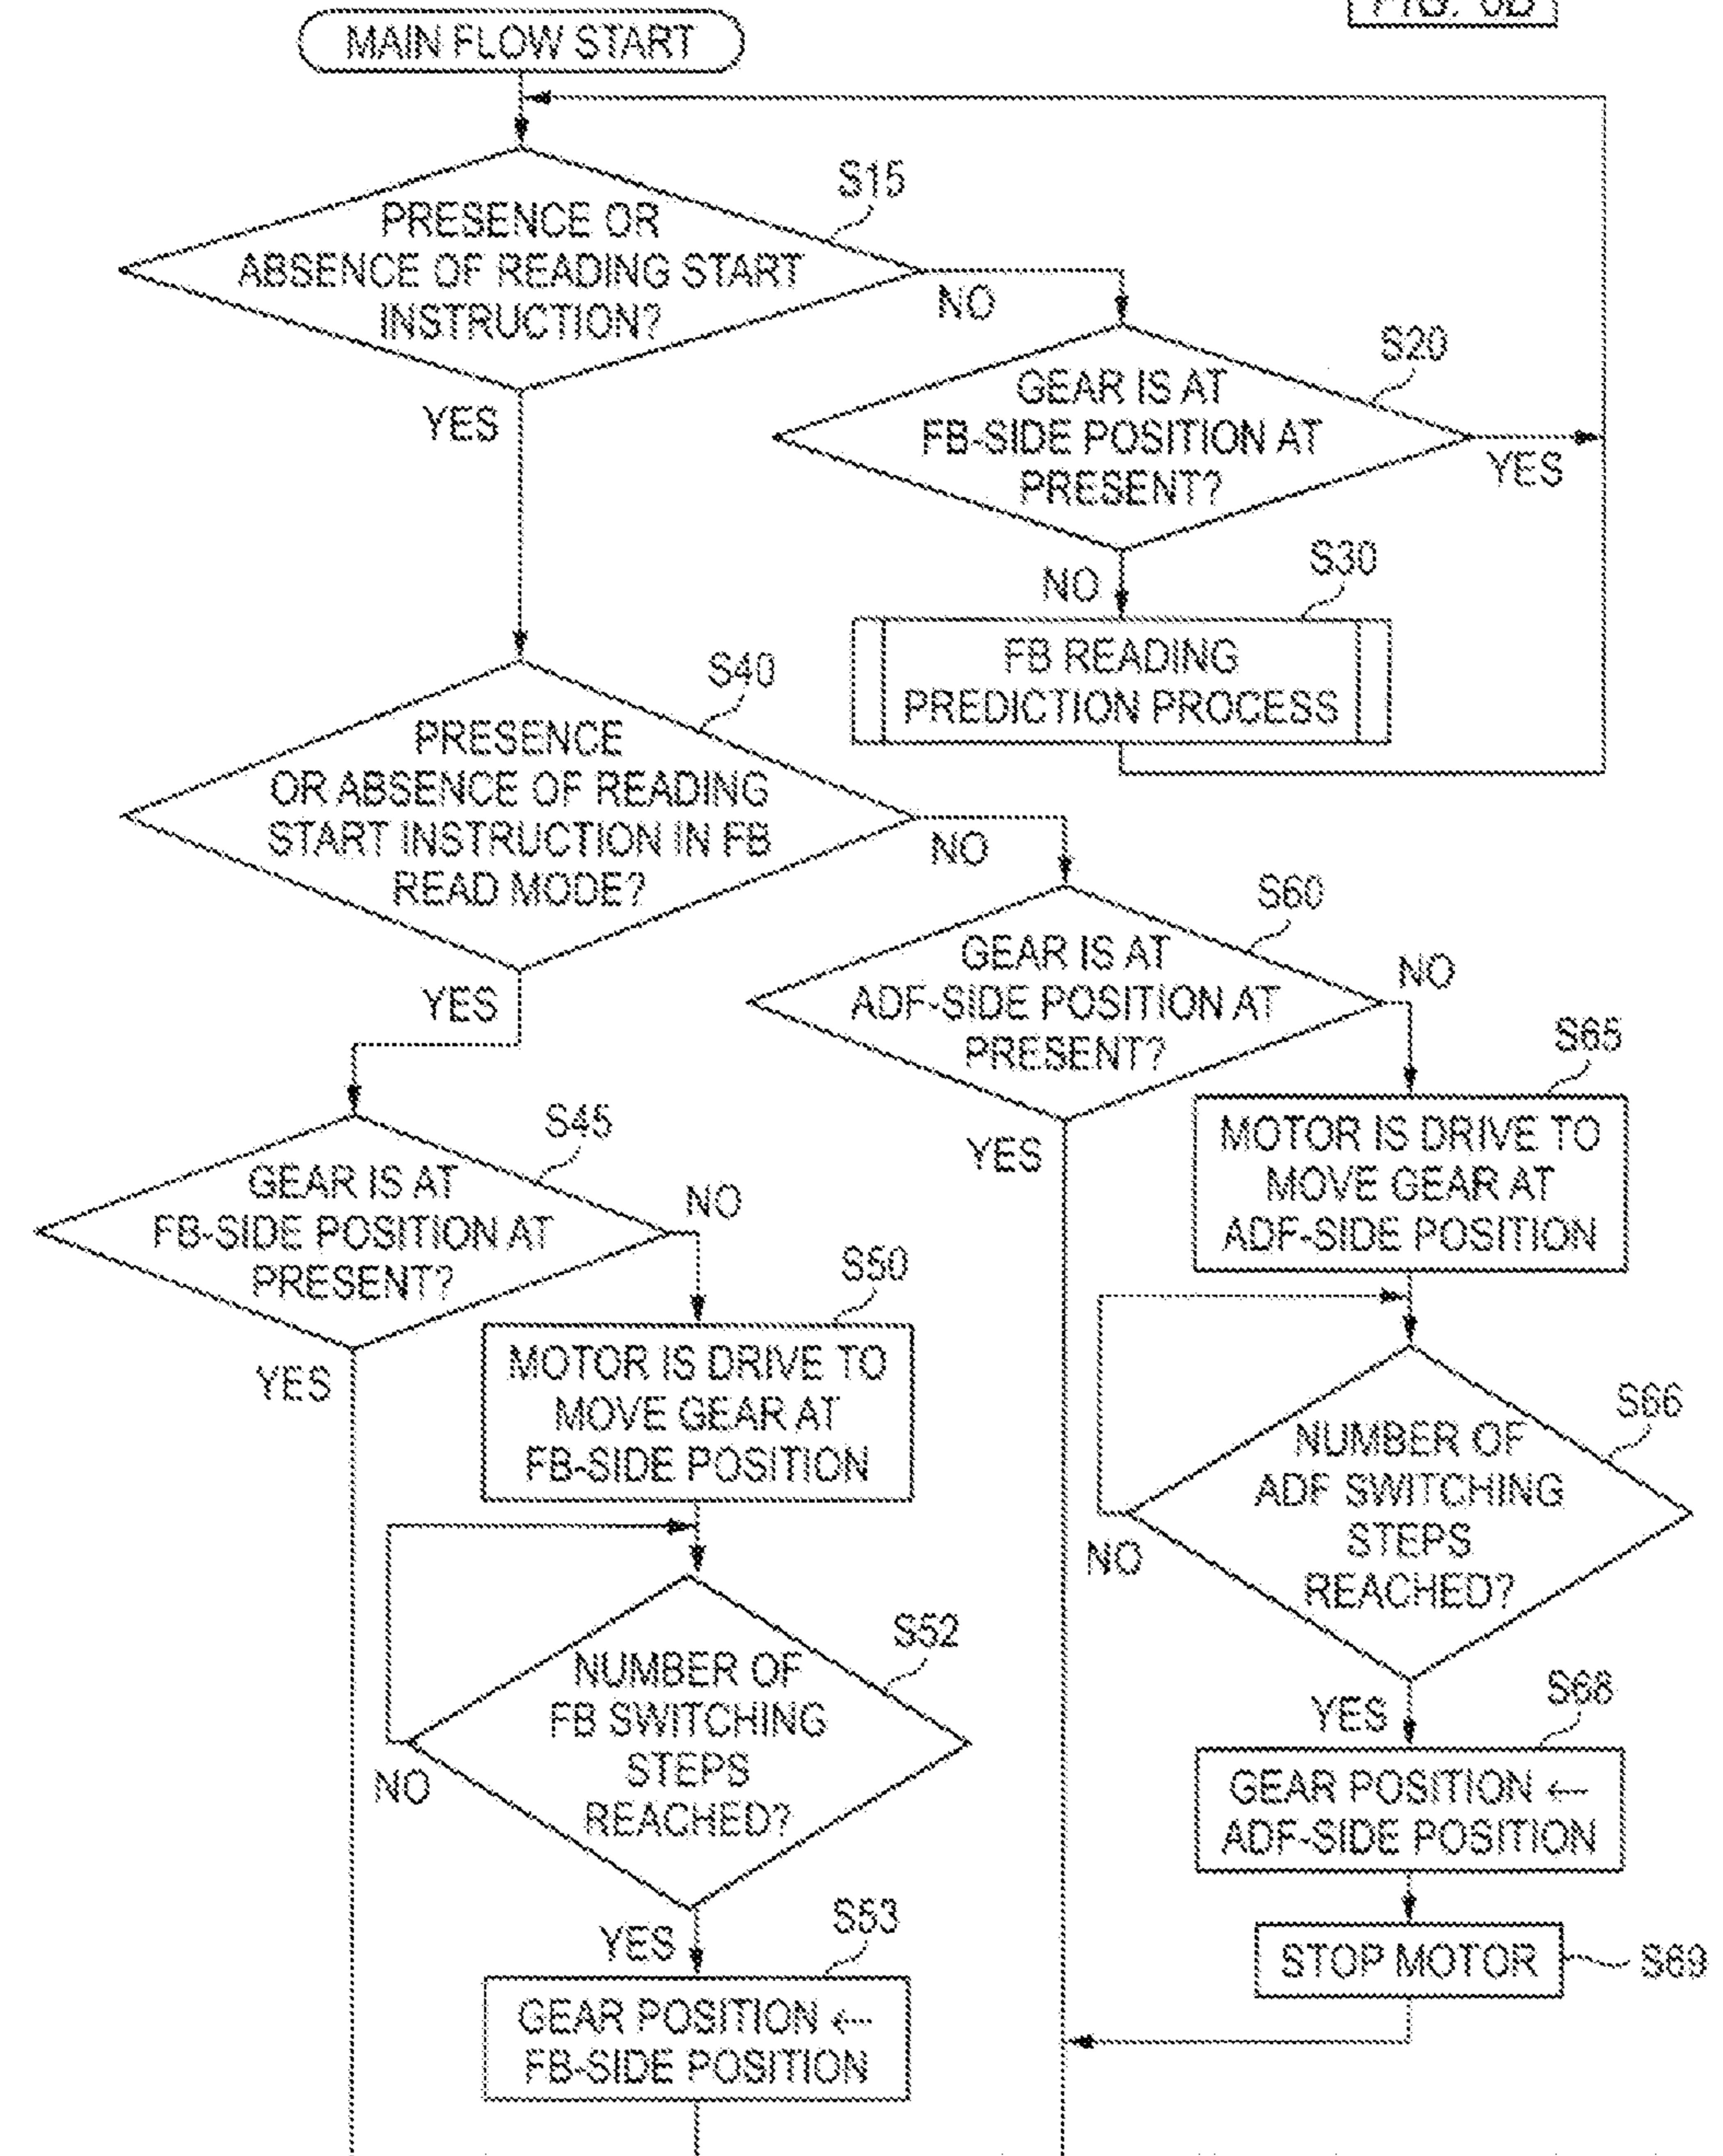 MAIN FLOW START
S15
PRESENCE OR
ABSENCE OF READING START
INSTRUCTION?
NO
YES
S20
GEAR IS AT
FB-SIDE POSITION AT
PRESENT?
YES
NO
S30
FB READING
PREDICTION PROCESS
S40
PRESENCE
OR ABSENCE OF READING
START INSTRUCTION IN FB
READ MODE?
NO
YES
S60
GEAR IS AT
ADF-SIDE POSITION AT
PRESENT?
NO
YES
S65
MOTOR IS DRIVE TO
MOVE GEAR AT
ADF-SIDE POSITION
S45
GEAR IS AT
FB-SIDE POSITION AT
PRESENT?
NO
YES
S50
MOTOR IS DRIVE TO
MOVE GEAR AT
FB-SIDE POSITION
S66
NUMBER OF
ADF SWITCHING
STEPS
REACHED?
NO
YES
S52
NUMBER OF
FB SWITCHING
STEPS
REACHED?
NO
YES
S68
GEAR POSITION ←
ADF-SIDE POSITION
S69
STOP MOTOR
S53
GEAR POSITION ←
FB-SIDE POSITION